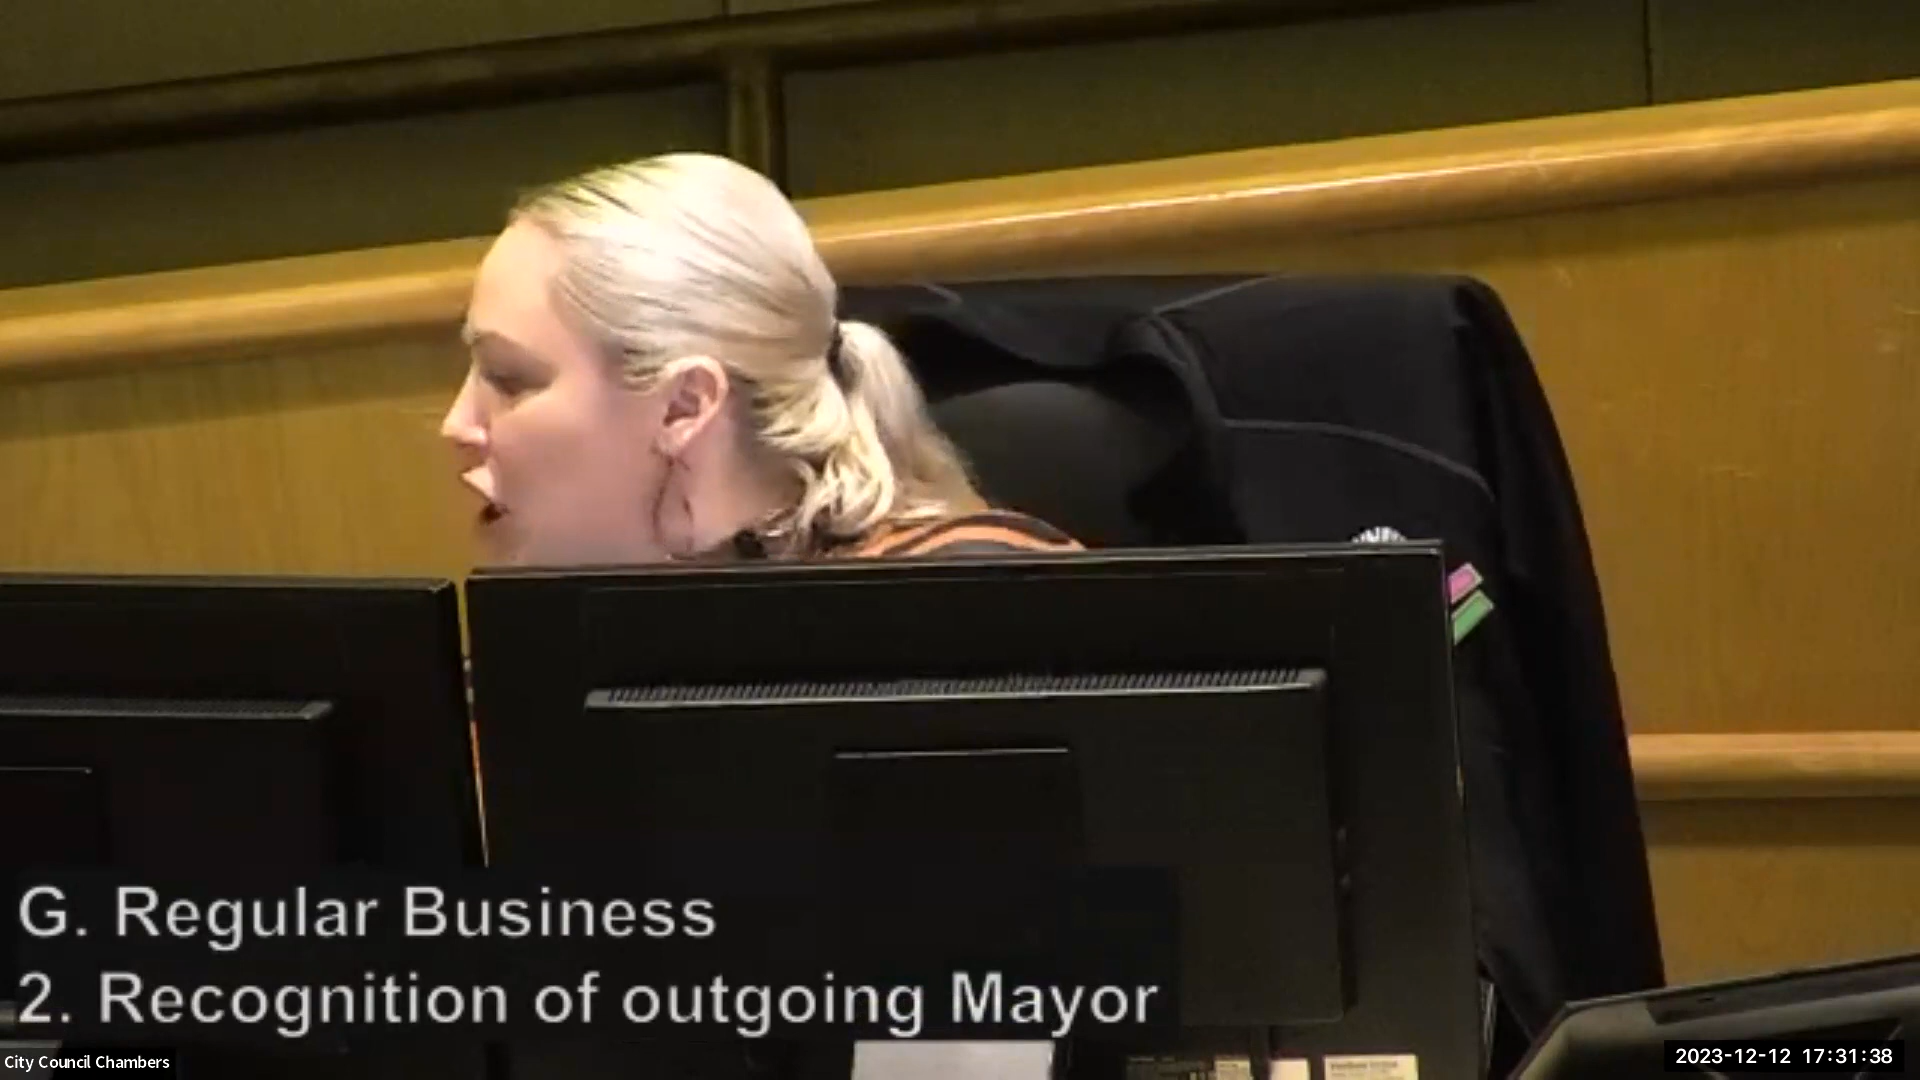 G. Regular Business
2. Recognition of outgoing Mayor
City Council Chambers
2023-12-12 17:31:38